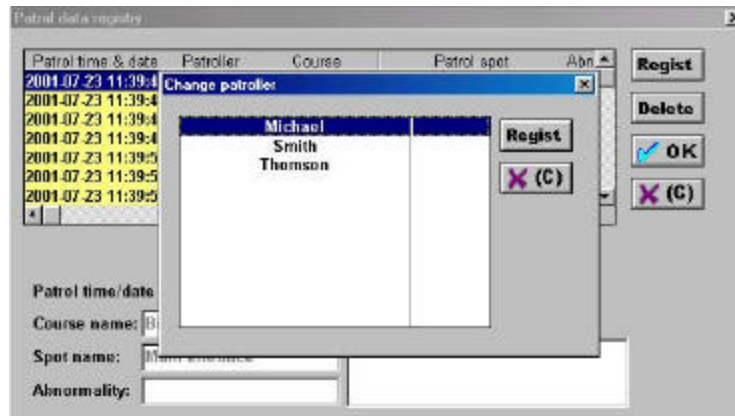 Patrol data registry
Patrol time & date Patroller Course Patrol spot Abn
2001-07-23 11:39:4
2001-07-23 11:39:4
2001-07-23 11:39:4
2001-07-23 11:39:4
2001-07-23 11:39:5
2001-07-23 11:39:5
2001-07-23 11:39:5
Regist
Delete
OK
(C)
Change patroller
Michael
Smith
Thomson
Regist
(C)
Patrol time/date
Course name: B
Spot name:
Abnormality: